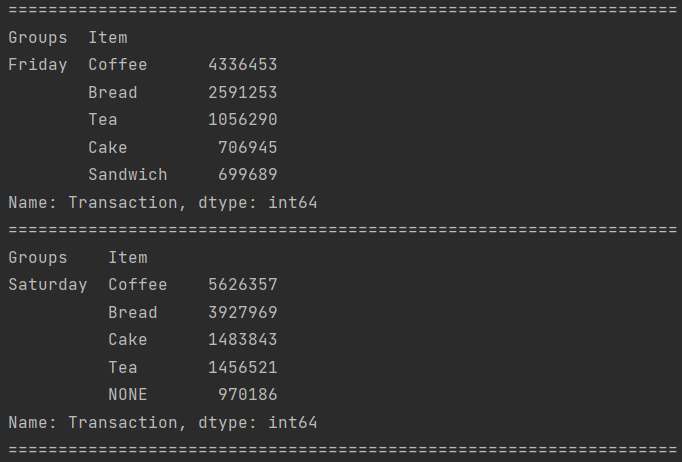 ===================================================================
Groups  Item
Friday  Coffee      4336453
        Bread       2591253
        Tea         1056290
        Cake         706945
        Sandwich     699689
Name: Transaction, dtype: int64
===================================================================
Groups    Item
Saturday  Coffee    5626357
          Bread     3927969
          Cake      1483843
          Tea       1456521
          NONE       970186
Name: Transaction, dtype: int64
===================================================================